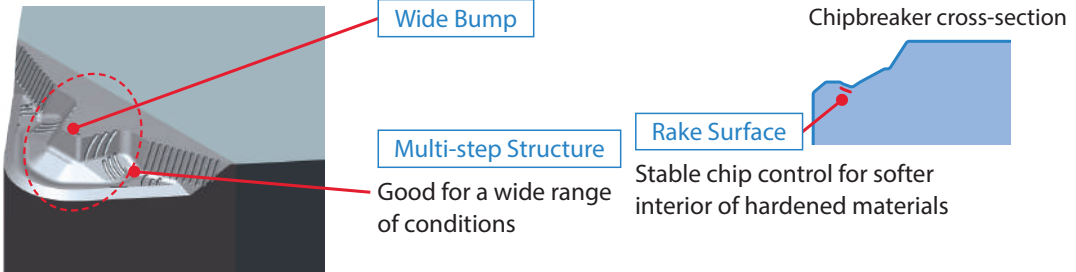 Wide Bump
Chipbreaker cross-section
Multi-step Structure
Good for a wide range
of conditions
Rake Surface
Stable chip control for softer
interior of hardened materials